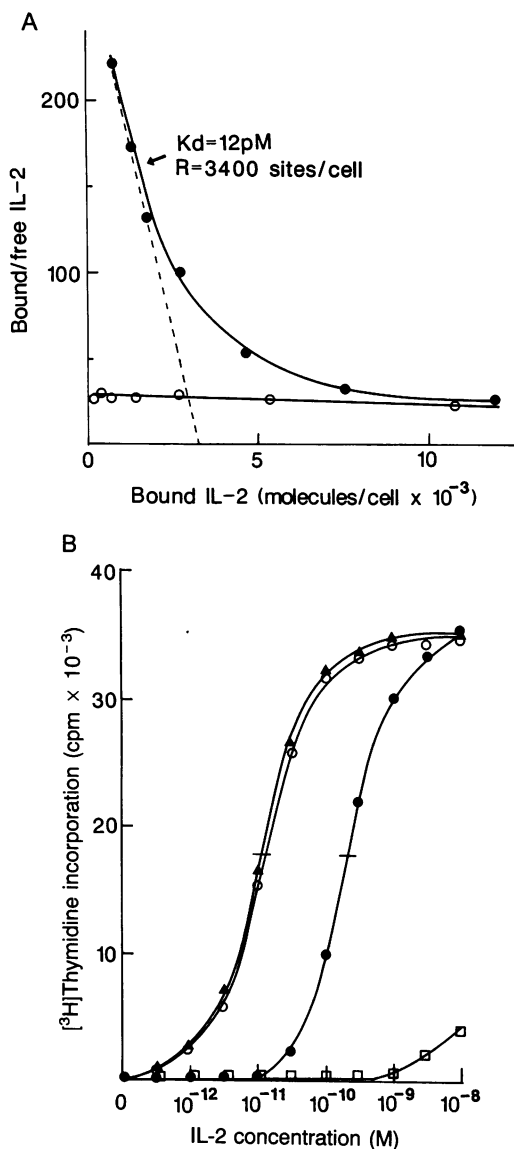 A
Bound/free IL-2
200
100
Kd=12pM
R=3400 sites/cell
0 5 10
Bound IL-2 (molecules/cell x 10⁻³)
B
[³H]Thymidine incorporation (cpm × 10⁻³)
40
30
20
10
0 10⁻¹² 10⁻¹¹ 10⁻¹⁰ 10⁻⁹ 10⁻⁸
IL-2 concentration (M)